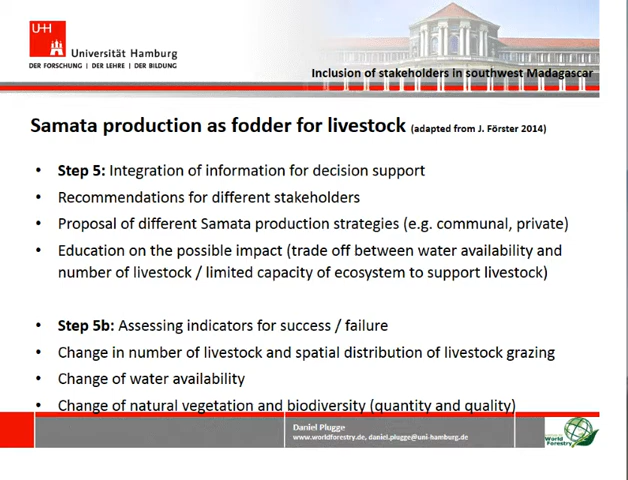 U+H
Universität Hamburg
DER FORSCHUNG | DER LEHRE | DER BILDUNG
Inclusion of stakeholders in southwest Madagascar
Samata production as fodder for livestock (adapted from J. Förster 2014)
• Step 5: Integration of information for decision support
• Recommendations for different stakeholders
• Proposal of different Samata production strategies (e.g. communal, private)
• Education on the possible impact (trade off between water availability and
number of livestock / limited capacity of ecosystem to support livestock)
• Step 5b: Assessing indicators for success / failure
• Change in number of livestock and spatial distribution of livestock grazing
• Change of water availability
• Change of natural vegetation and biodiversity (quantity and quality)
Daniel Plugge
www.worldforestry.de, daniel.plugge@uni-hamburg.de
World
Forestry